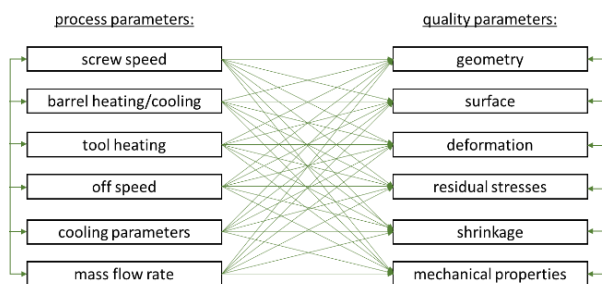 process parameters:
quality parameters:
screw speed
geometry
barrel heating/cooling
surface
tool heating
deformation
off speed
residual stresses
cooling parameters
shrinkage
mass flow rate
mechanical properties